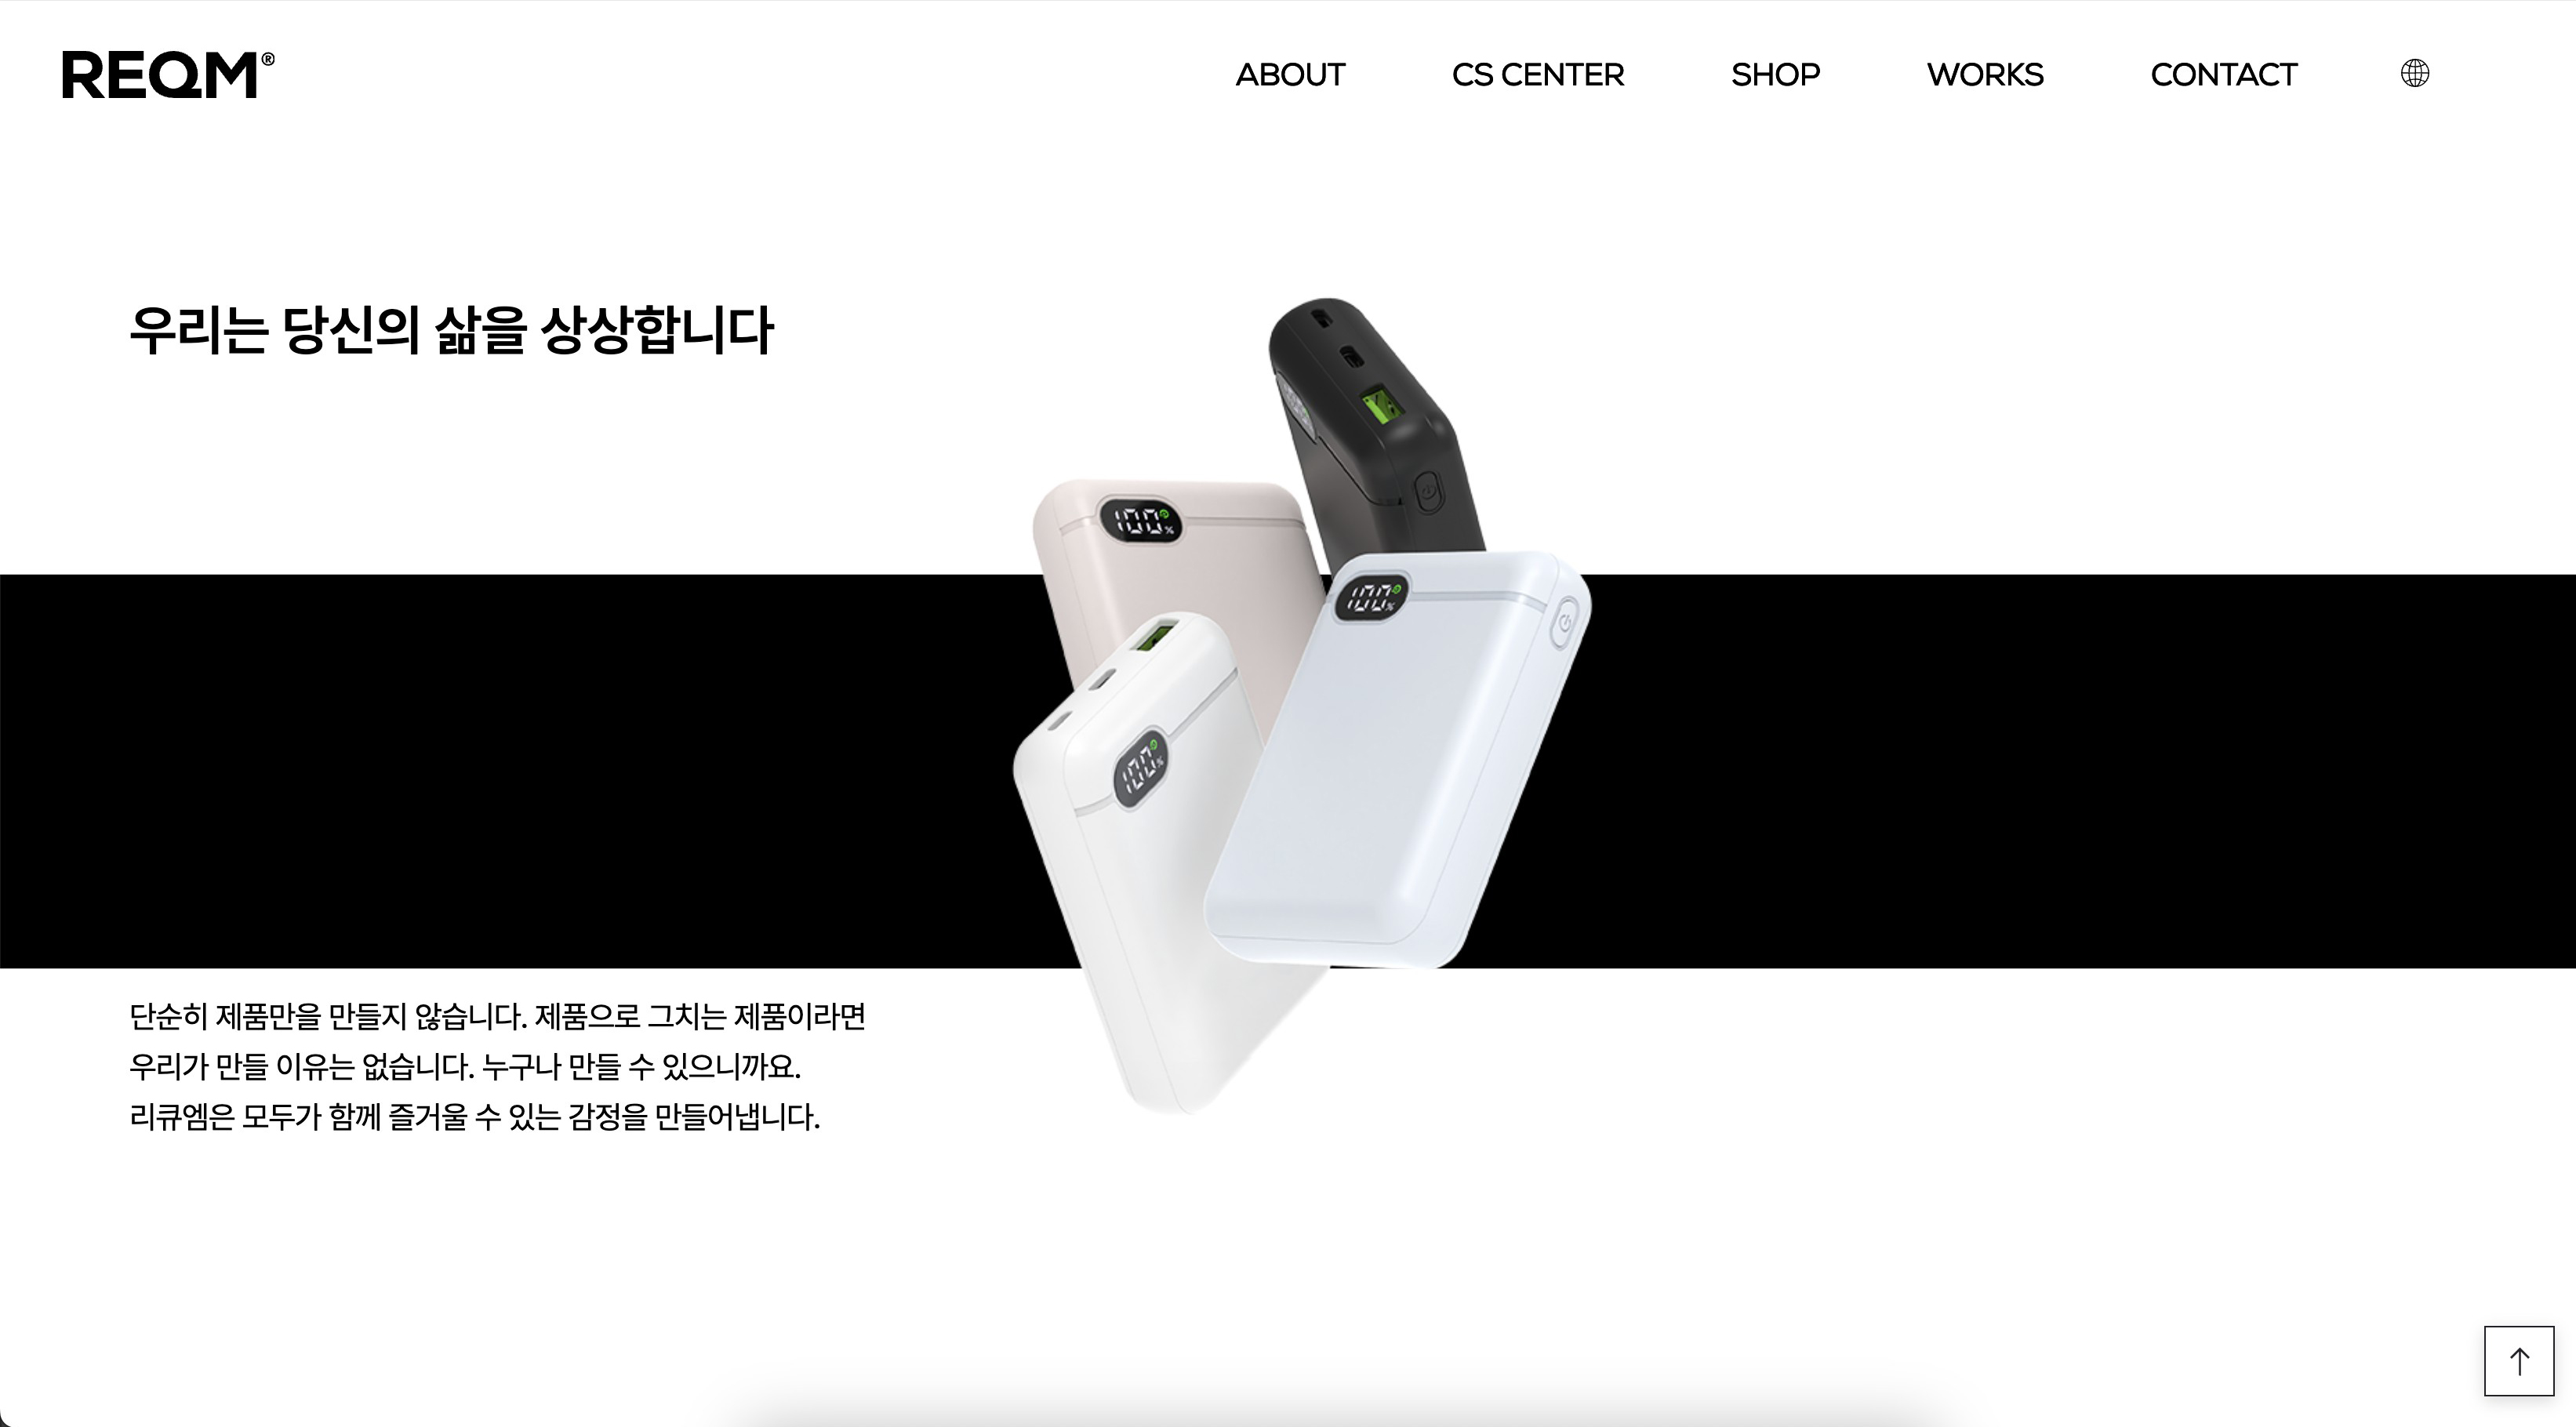 REQM®
ABOUT CS CENTER SHOP WORKS CONTACT
우리는 당신의 삶을 상상합니다
100%
100%
100%
단순히 제품만을 만들지 않습니다. 제품으로 그치는 제품이라면
우리가 만들 이유는 없습니다. 누구나 만들 수 있으니까요.
리큐엠은 모두가 함께 즐거울 수 있는 감정을 만들어냅니다.